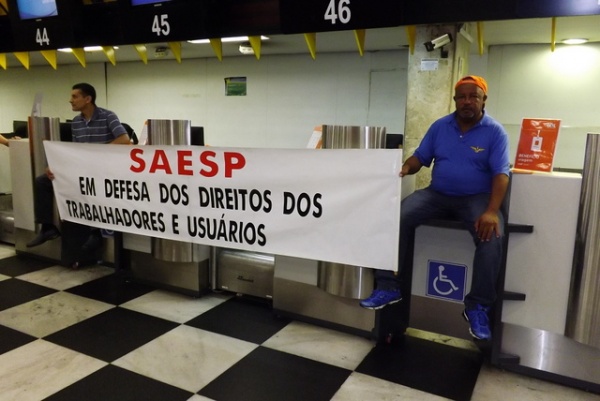 44
45
46
SAESP
EM DEFESA DOS DIREITOS DOS
TRABALHADORES E USUÁRIOS